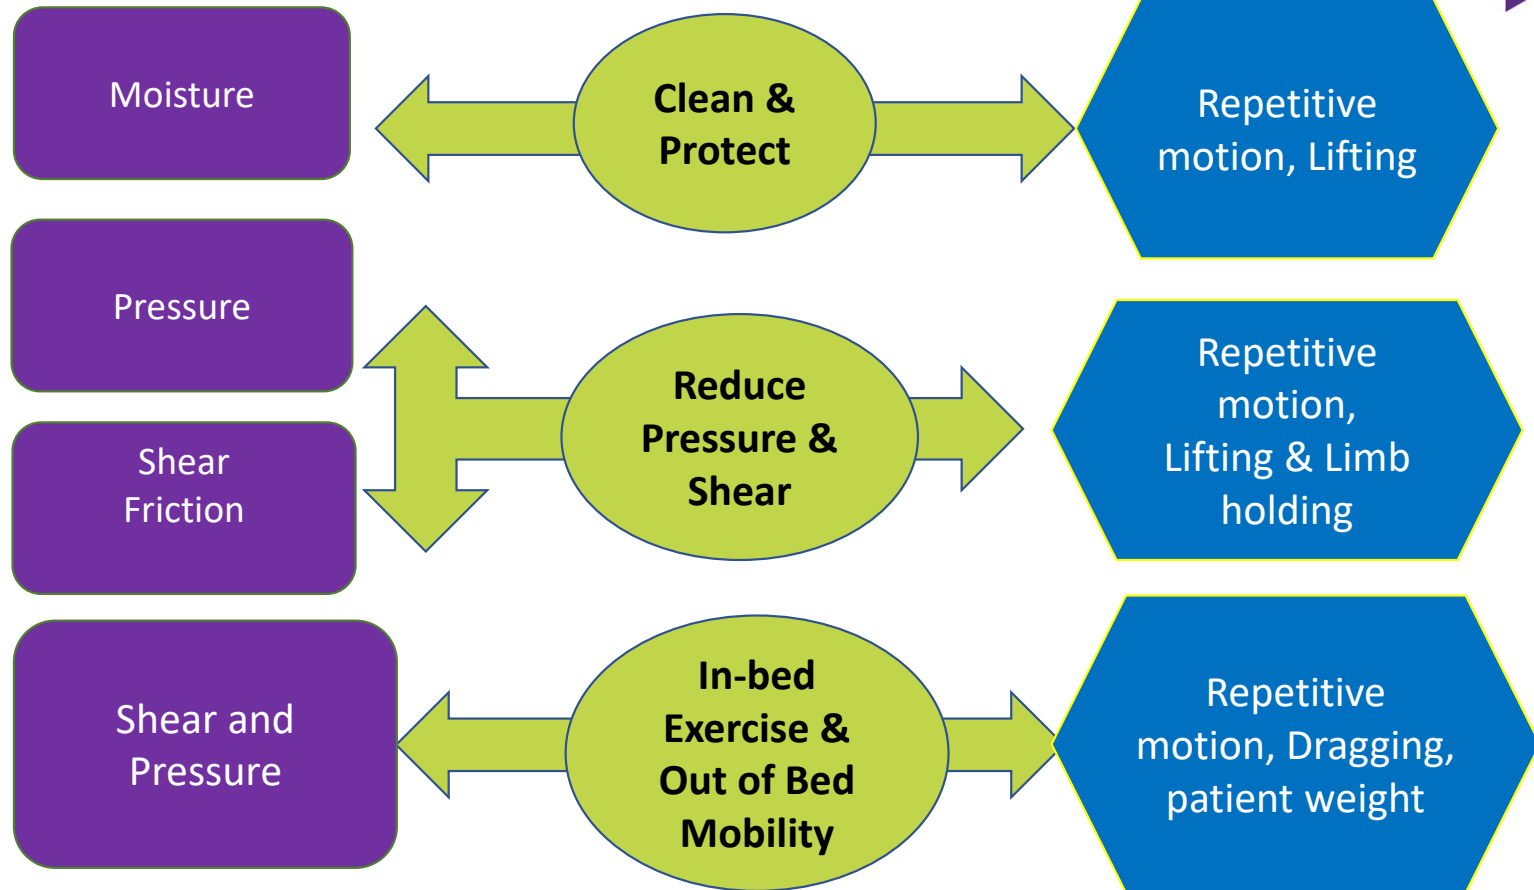 Moisture
Clean &
Protect
Repetitive
motion, Lifting
Pressure
Shear
Friction
Reduce
Pressure &
Shear
Repetitive
motion,
Lifting & Limb
holding
Shear and
Pressure
In-bed
Exercise &
Out of Bed
Mobility
Repetitive
motion, Dragging,
patient weight